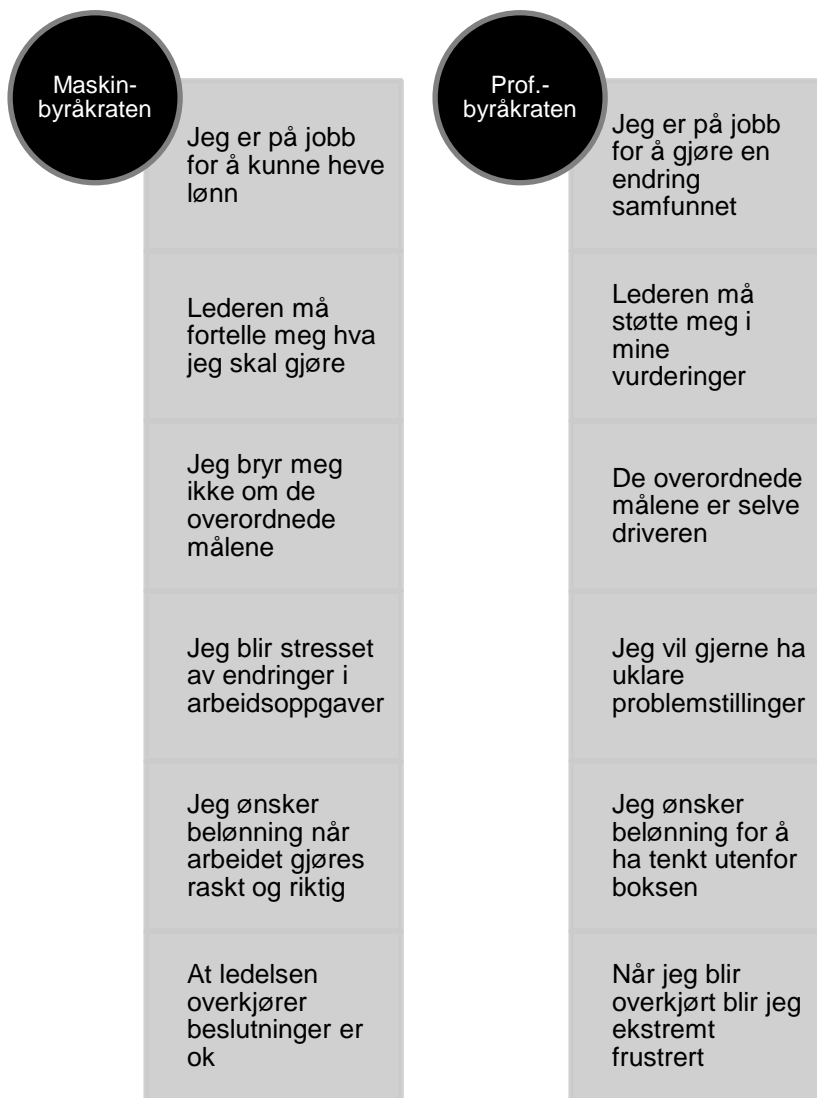 Maskin-
byråkraten
Jeg er på jobb
for å kunne heve
lønn
Lederen må
fortelle meg hva
jeg skal gjøre
Jeg bryr meg
ikke om de
overordnede
målene
Jeg blir stresset
av endringer i
arbeidsoppgaver
Jeg ønsker
belønning når
arbeidet gjøres
raskt og riktig
At ledelsen
overkjører
beslutninger er
ok
Prof.-
byråkraten
Jeg er på jobb
for å gjøre en
endring
samfunnet
Lederen må
støtte meg i
mine
vurderinger
De overordnede
målene er selve
driveren
Jeg vil gjerne ha
uklare
problemstillinger
Jeg ønsker
belønning for å
ha tenkt utenfor
boksen
Når jeg blir
overkjørt blir jeg
ekstremt
frustrert